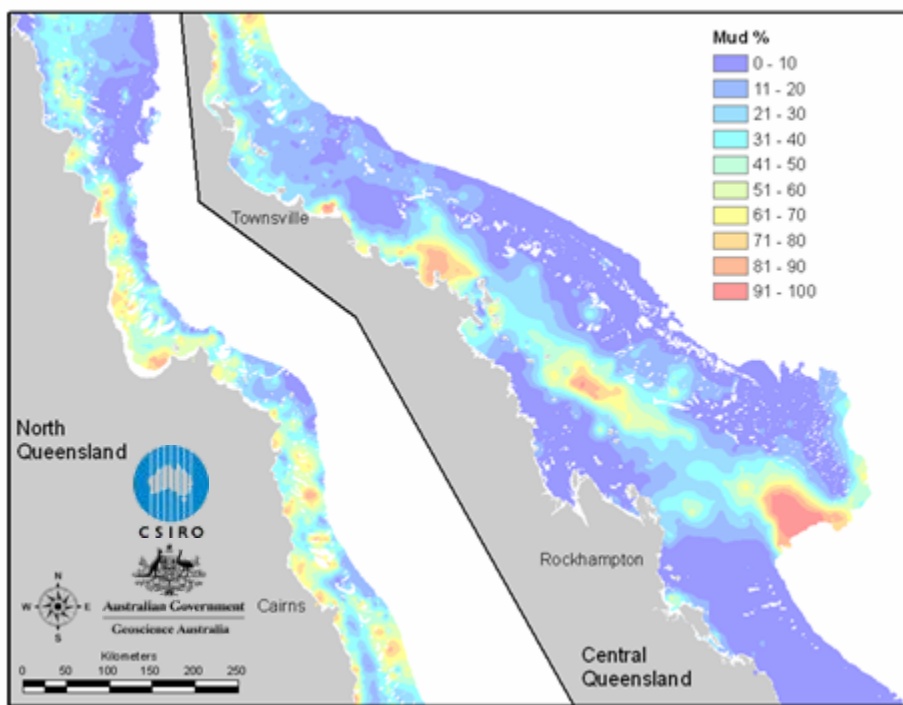 Mud %
0 - 10
11 - 20
21 - 30
31 - 40
41 - 50
51 - 60
61 - 70
71 - 80
81 - 90
91 - 100
Townsville
North
Queensland
CSIRO
Rockhampton
N
W E
S
Australian Government
Geoscience Australia
Cairns
Kilometers
0 50 100 150 200 250
Central
Queensland